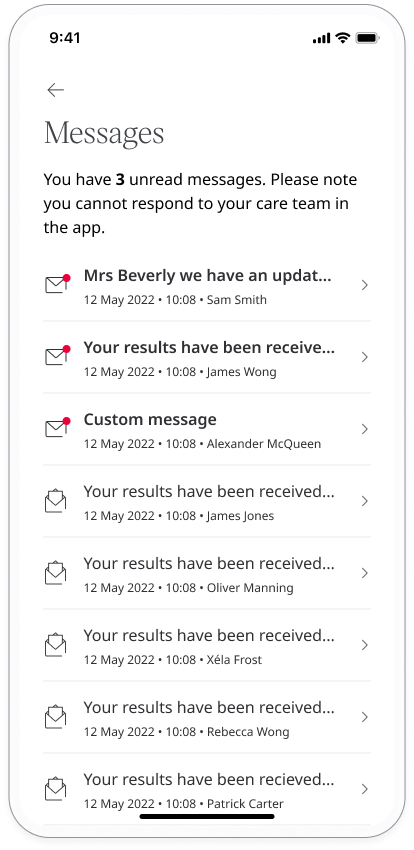 9:41
Messages
You have 3 unread messages. Please note
you cannot respond to your care team in
the app.
Mrs Beverly we have an updat...
12 May 2022 • 10:08 • Sam Smith
Your results have been receive...
12 May 2022 • 10:08 • James Wong
Custom message
12 May 2022 • 10:08 • Alexander McQueen
Your results have been received...
12 May 2022 • 10:08 • James Jones
Your results have been received...
12 May 2022 • 10:08 • Oliver Manning
Your results have been received...
12 May 2022 • 10:08 • Xéla Frost
Your results have been received...
12 May 2022 • 10:08 • Rebecca Wong
Your results have been recieved...
12 May 2022 • 10:08 • Patrick Carter